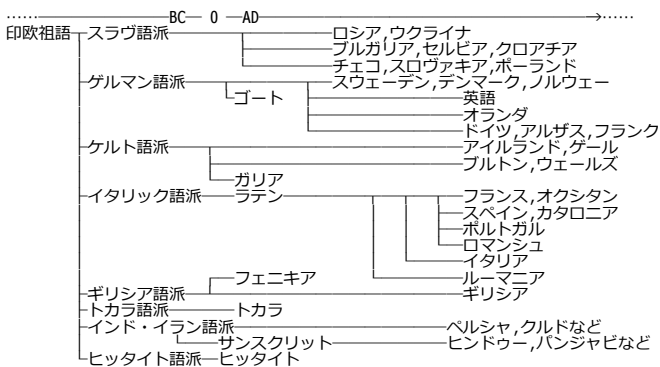 …… BC― 0 ―AD →……
印欧祖語 スラヴ語派 ロシア,ウクライナ
ブルガリア,セルビア,クロアチア
チェコ,スロヴァキア,ポーランド
ゲルマン語派 スウェーデン,デンマーク,ノルウェー
ゴート 英語
オランダ
ドイツ,アルザス,フランク
ケルト語派 アイルランド,ゲール
ブルトン,ウェールズ
ガリア
イタリック語派 ラテン フランス,オクシタン
スペイン,カタロニア
ポルトガル
ロマンシュ
イタリア
フェニキア ルーマニア
ギリシア語派 ギリシア
トカラ語派 トカラ
インド・イラン語派 ペルシャ,クルドなど
サンスクリット ヒンドゥー,パンジャビなど
ヒッタイト語派 ヒッタイト